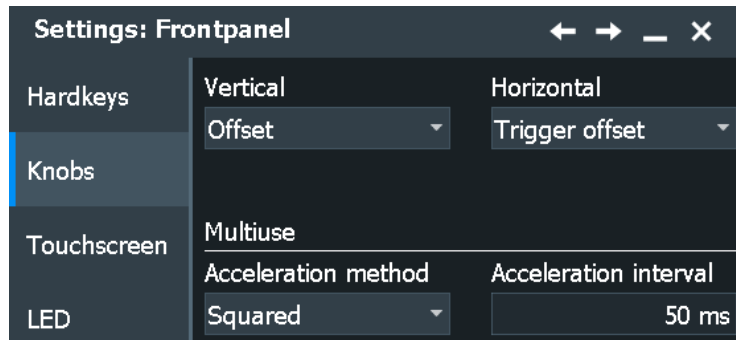 Settings: Frontpanel
Hardkeys
Knobs
Touchscreen
LED
Vertical
Horizontal
Offset
Trigger offset
Multiuse
Acceleration method
Acceleration interval
Squared
50 ms